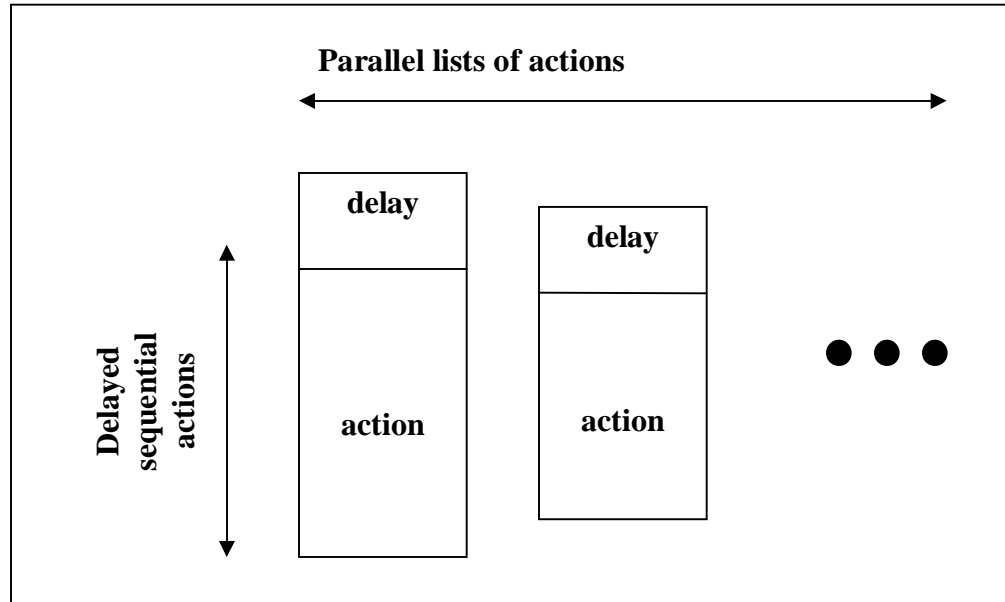 Parallel lists of actions
delay
delay
Delayed
sequential
actions
action
action